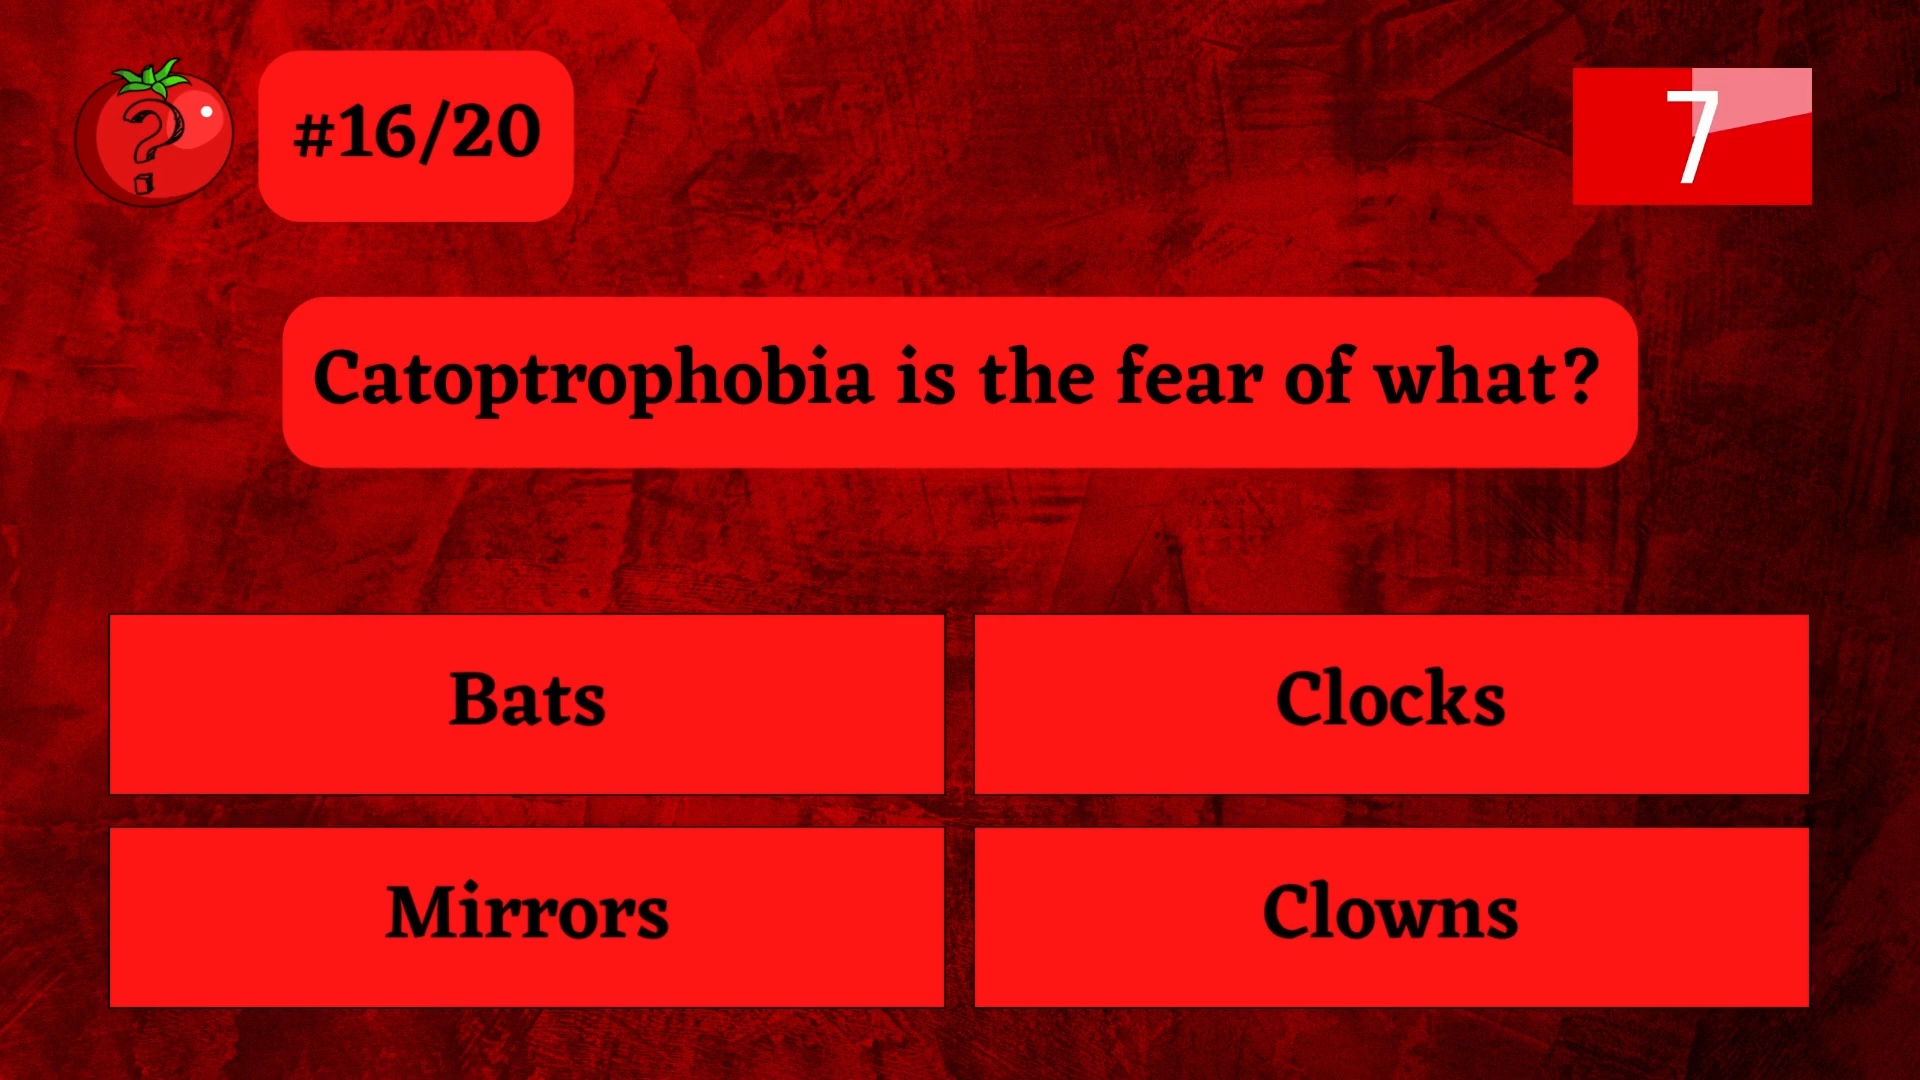 ?
#16/20
7
Catoptrophobia is the fear of what?
Bats
Clocks
Mirrors
Clowns